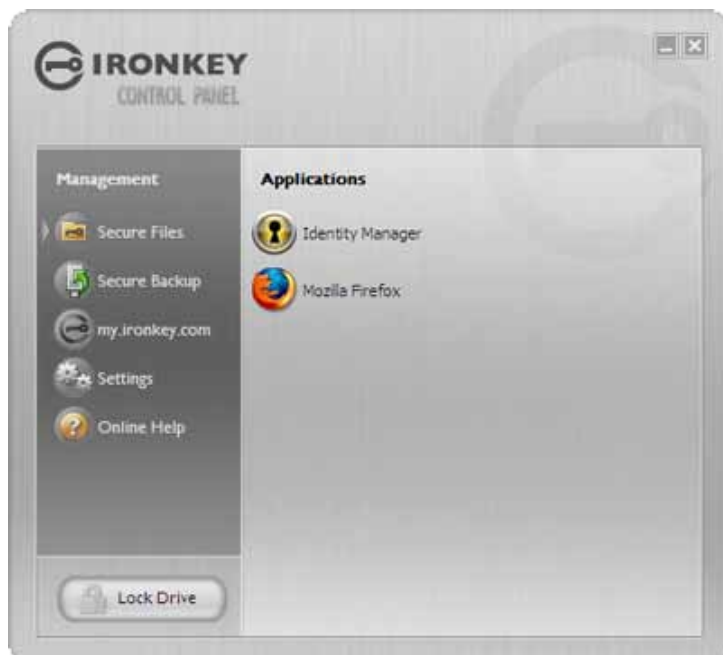 IRONKEY
CONTROL PANEL
Management
Secure Files
Secure Backup
my.ironkey.com
Settings
Online Help
Lock Drive
Applications
Identity Manager
Mozilla Firefox